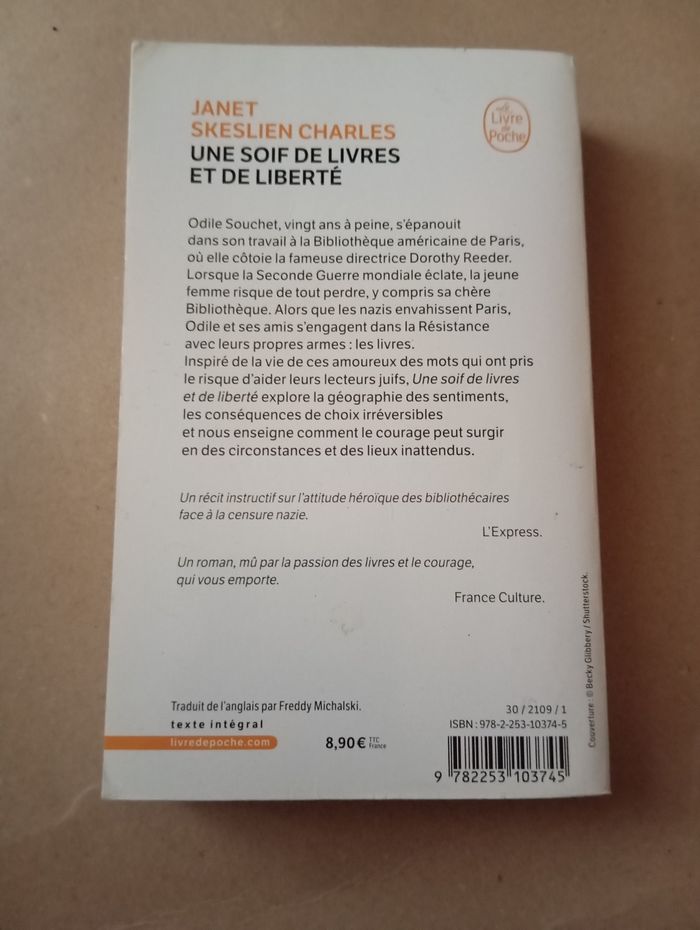 JANET
SKESLIEN CHARLES
UNE SOIF DE LIVRES
ET DE LIBERTÉ
Le
Livre
de
Poche
Odile Souchet, vingt ans à peine, s'épanouit
dans son travail à la Bibliothèque américaine de Paris,
où elle côtoie la fameuse directrice Dorothy Reeder.
Lorsque la Seconde Guerre mondiale éclate, la jeune
femme risque de tout perdre, y compris sa chère
Bibliothèque. Alors que les nazis envahissent Paris,
Odile et ses amis s'engagent dans la Résistance
avec leurs propres armes : les livres.
Inspiré de la vie de ces amoureux des mots qui ont pris
le risque d'aider leurs lecteurs juifs, Une soif de livres
et de liberté explore la géographie des sentiments,
les conséquences de choix irréversibles
et nous enseigne comment le courage peut surgir
en des circonstances et des lieux inattendus.
Un récit instructif sur l'attitude héroïque des bibliothécaires
face à la censure nazie.
L'Express.
Un roman, mû par la passion des livres et le courage,
qui vous emporte.
France Culture.
Traduit de l'anglais par Freddy Michalski.
texte intégral
livredepoche.com
8,90 € TTC
France
30 / 2109 / 1
ISBN : 978-2-253-10374-5
9 782253 103745
Couverture : © Becky Glibbery / Shutterstock.